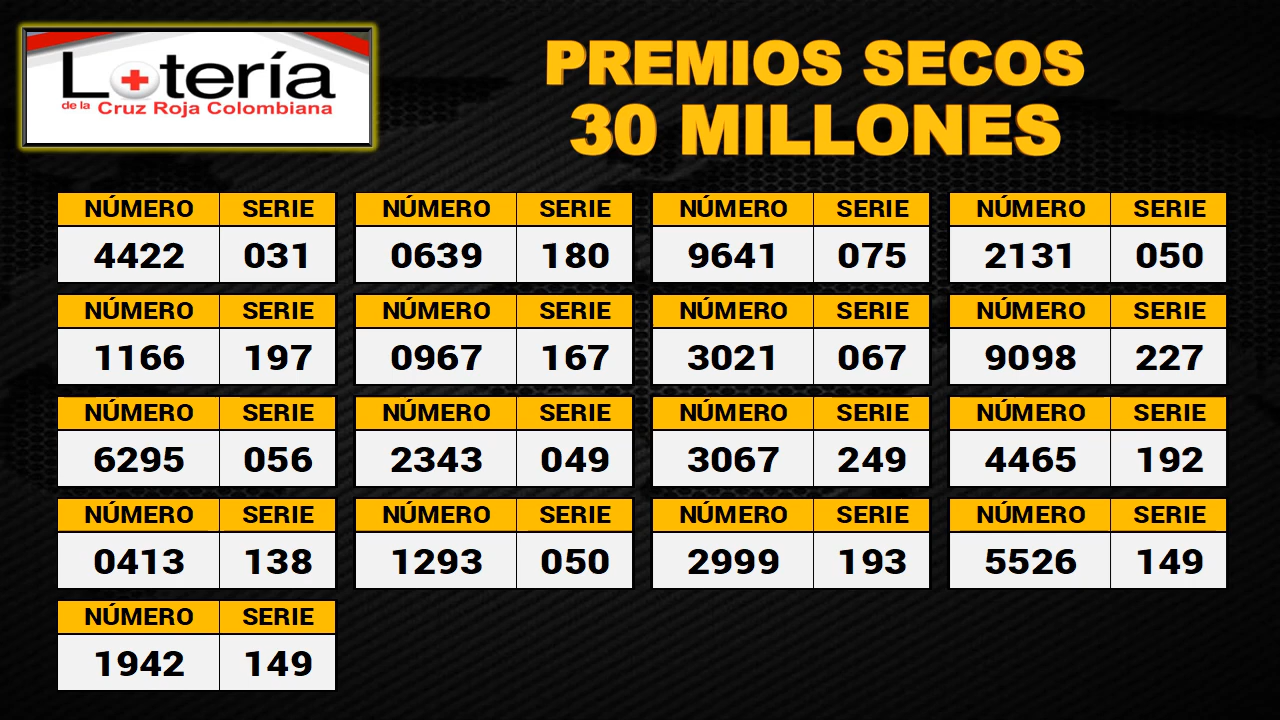 Lotería
de la Cruz Roja Colombiana
PREMIOS SECOS
30 MILLONES
NÚMERO SERIE NÚMERO SERIE NÚMERO SERIE NÚMERO SERIE
4422 031 0639 180 9641 075 2131 050
NÚMERO SERIE NÚMERO SERIE NÚMERO SERIE NÚMERO SERIE
1166 197 0967 167 3021 067 9098 227
NÚMERO SERIE NÚMERO SERIE NÚMERO SERIE NÚMERO SERIE
6295 056 2343 049 3067 249 4465 192
NÚMERO SERIE NÚMERO SERIE NÚMERO SERIE NÚMERO SERIE
0413 138 1293 050 2999 193 5526 149
NÚMERO SERIE
1942 149